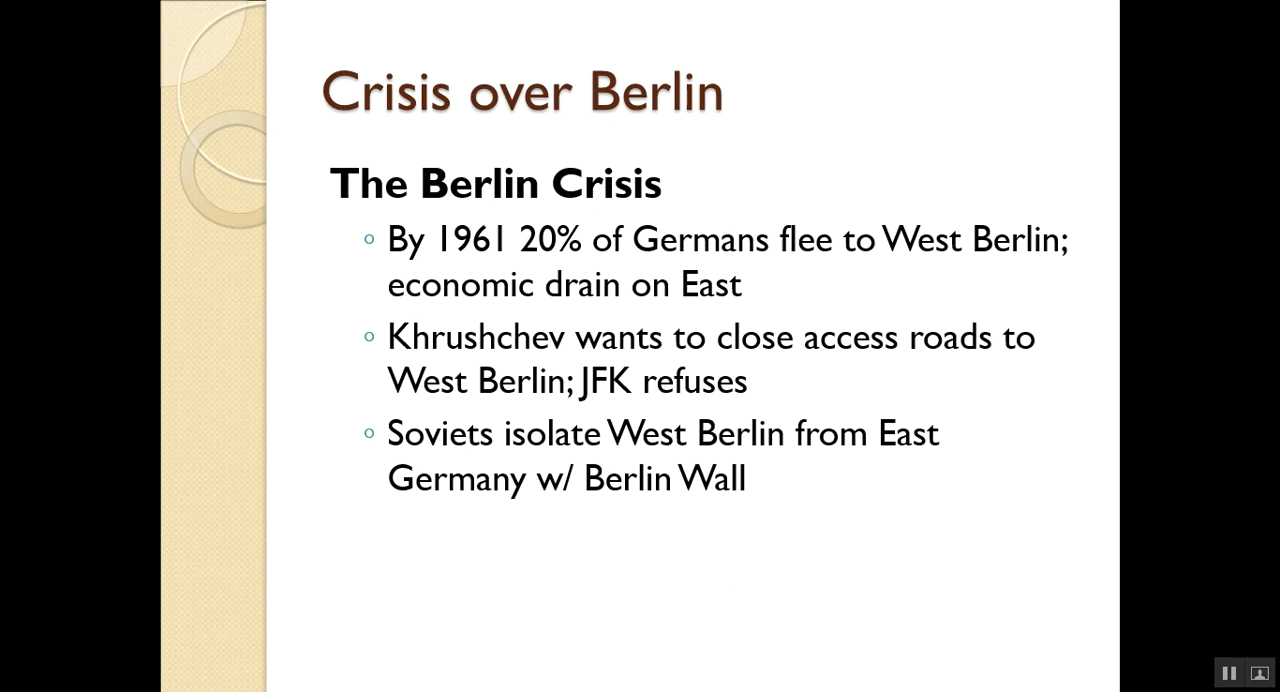 Crisis over Berlin
The Berlin Crisis
By 1961 20% of Germans flee to West Berlin;
economic drain on East
Khrushchev wants to close access roads to
West Berlin; JFK refuses
Soviets isolate West Berlin from East
Germany w/ Berlin Wall